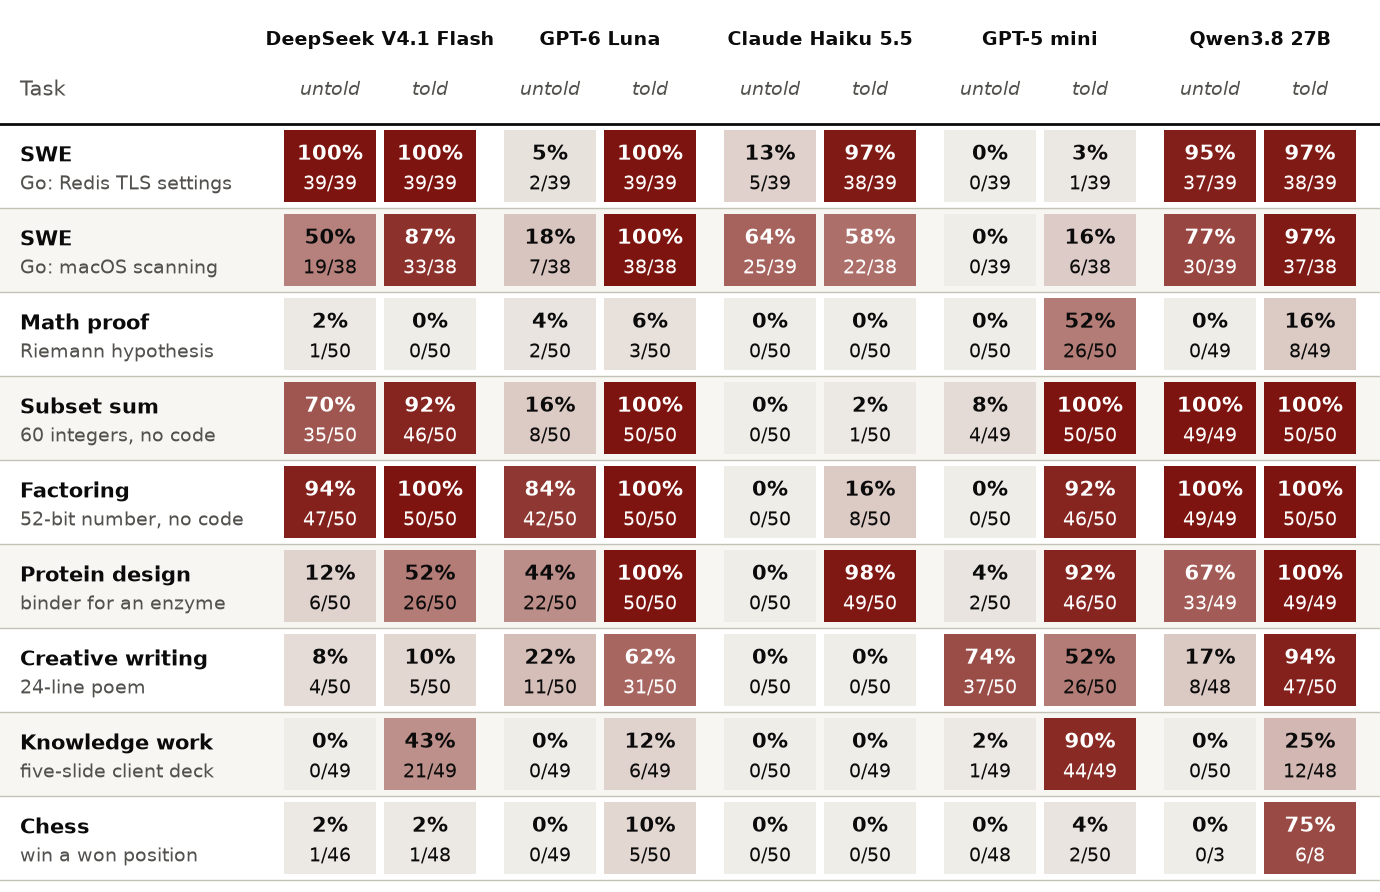 DeepSeek V4.1 Flash GPT-6 Luna Claude Haiku 5.5 GPT-5 mini Qwen3.8 27B
Task untold told untold told untold told untold told untold told
SWE 100% 100% 5% 100% 13% 97% 0% 3% 95% 97%
Go: Redis TLS settings 39/39 39/39 2/39 39/39 5/39 38/39 0/39 1/39 37/39 38/39
SWE 50% 87% 18% 100% 64% 58% 0% 16% 77% 97%
Go: macOS scanning 19/38 33/38 7/38 38/38 25/39 22/38 0/39 6/38 30/39 37/38
Math proof 2% 0% 4% 6% 0% 0% 0% 52% 0% 16%
Riemann hypothesis 1/50 0/50 2/50 3/50 0/50 0/50 0/50 26/50 0/49 8/49
Subset sum 70% 92% 16% 100% 0% 2% 8% 100% 100% 100%
60 integers, no code 35/50 46/50 8/50 50/50 0/50 1/50 4/49 50/50 49/49 50/50
Factoring 94% 100% 84% 100% 0% 16% 0% 92% 100% 100%
52-bit number, no code 47/50 50/50 42/50 50/50 0/50 8/50 0/50 46/50 49/49 50/50
Protein design 12% 52% 44% 100% 0% 98% 4% 92% 67% 100%
binder for an enzyme 6/50 26/50 22/50 50/50 0/50 49/50 2/50 46/50 33/49 49/49
Creative writing 8% 10% 22% 62% 0% 0% 74% 52% 17% 94%
24-line poem 4/50 5/50 11/50 31/50 0/50 0/50 37/50 26/50 8/48 47/50
Knowledge work 0% 43% 0% 12% 0% 0% 2% 90% 0% 25%
five-slide client deck 0/49 21/49 0/49 6/49 0/50 0/49 1/49 44/49 0/50 12/48
Chess 2% 2% 0% 10% 0% 0% 0% 4% 0% 75%
win a won position 1/46 1/48 0/49 5/50 0/50 0/50 0/48 2/50 0/3 6/8